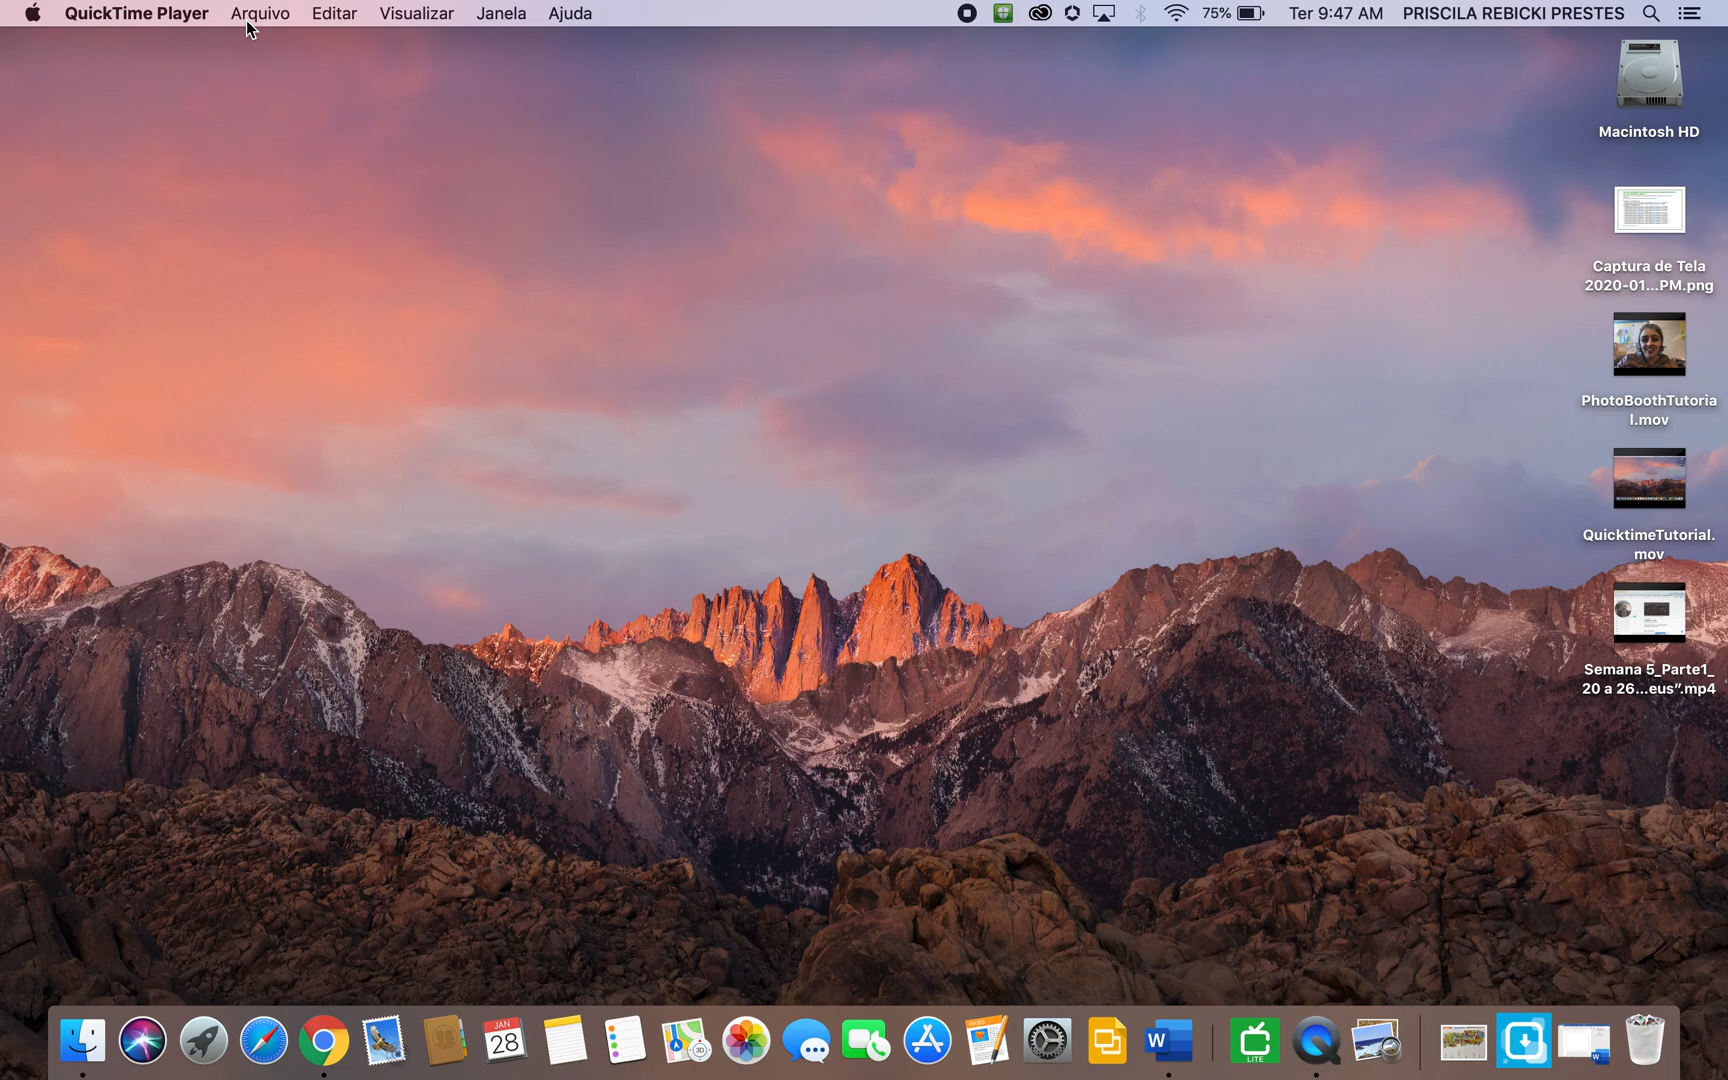 QuickTime Player Arquivo Editar Visualizar Janela Ajuda 75% Ter 9:47 AM PRISCILA REBICKI PRESTES
Macintosh HD
Captura de Tela
2020-01...PM.png
PhotoBoothTutoria
l.mov
QuicktimeTutorial.
mov
Semana 5_Parte1_
20 a 26...eus”.mp4
JAN
28
3D
W
LITE
W